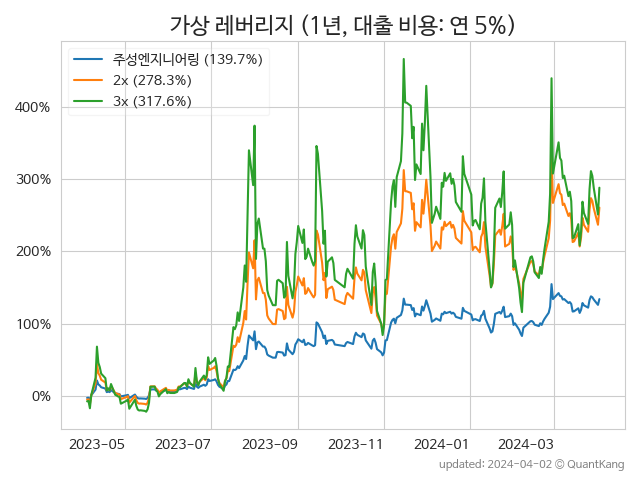 가상 레버리지 (1년, 대출 비용: 연 5%)
주성엔지니어링 (139.7%)
2x (278.3%)
3x (317.6%)
400%
300%
200%
100%
0%
2023-05 2023-07 2023-09 2023-11 2024-01 2024-03
updated: 2024-04-02 © QuantKang